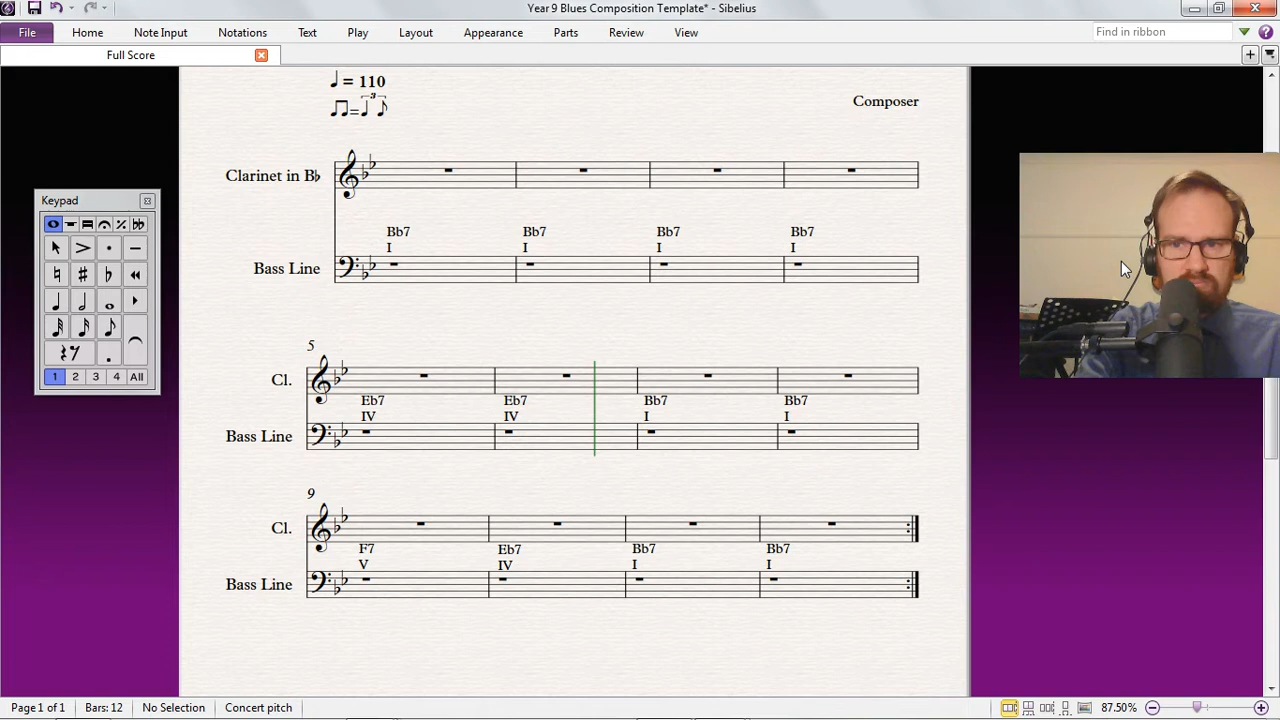 Year 9 Blues Composition Template* - Sibelius
File Home Note Input Notations Text Play Layout Appearance Parts Review View Find in ribbon
Full Score
= 110
3
=
Composer
Keypad
Clarinet in B♭
Bb7 Bb7 Bb7 Bb7
I I I I
Bass Line
5
Cl.
Eb7 Eb7 Bb7 Bb7
IV IV I I
Bass Line
1 2 3 4 All
9
Cl.
F7 Eb7 Bb7 Bb7
V IV I I
Bass Line
Page 1 of 1 Bars: 12 No Selection Concert pitch 87.50%